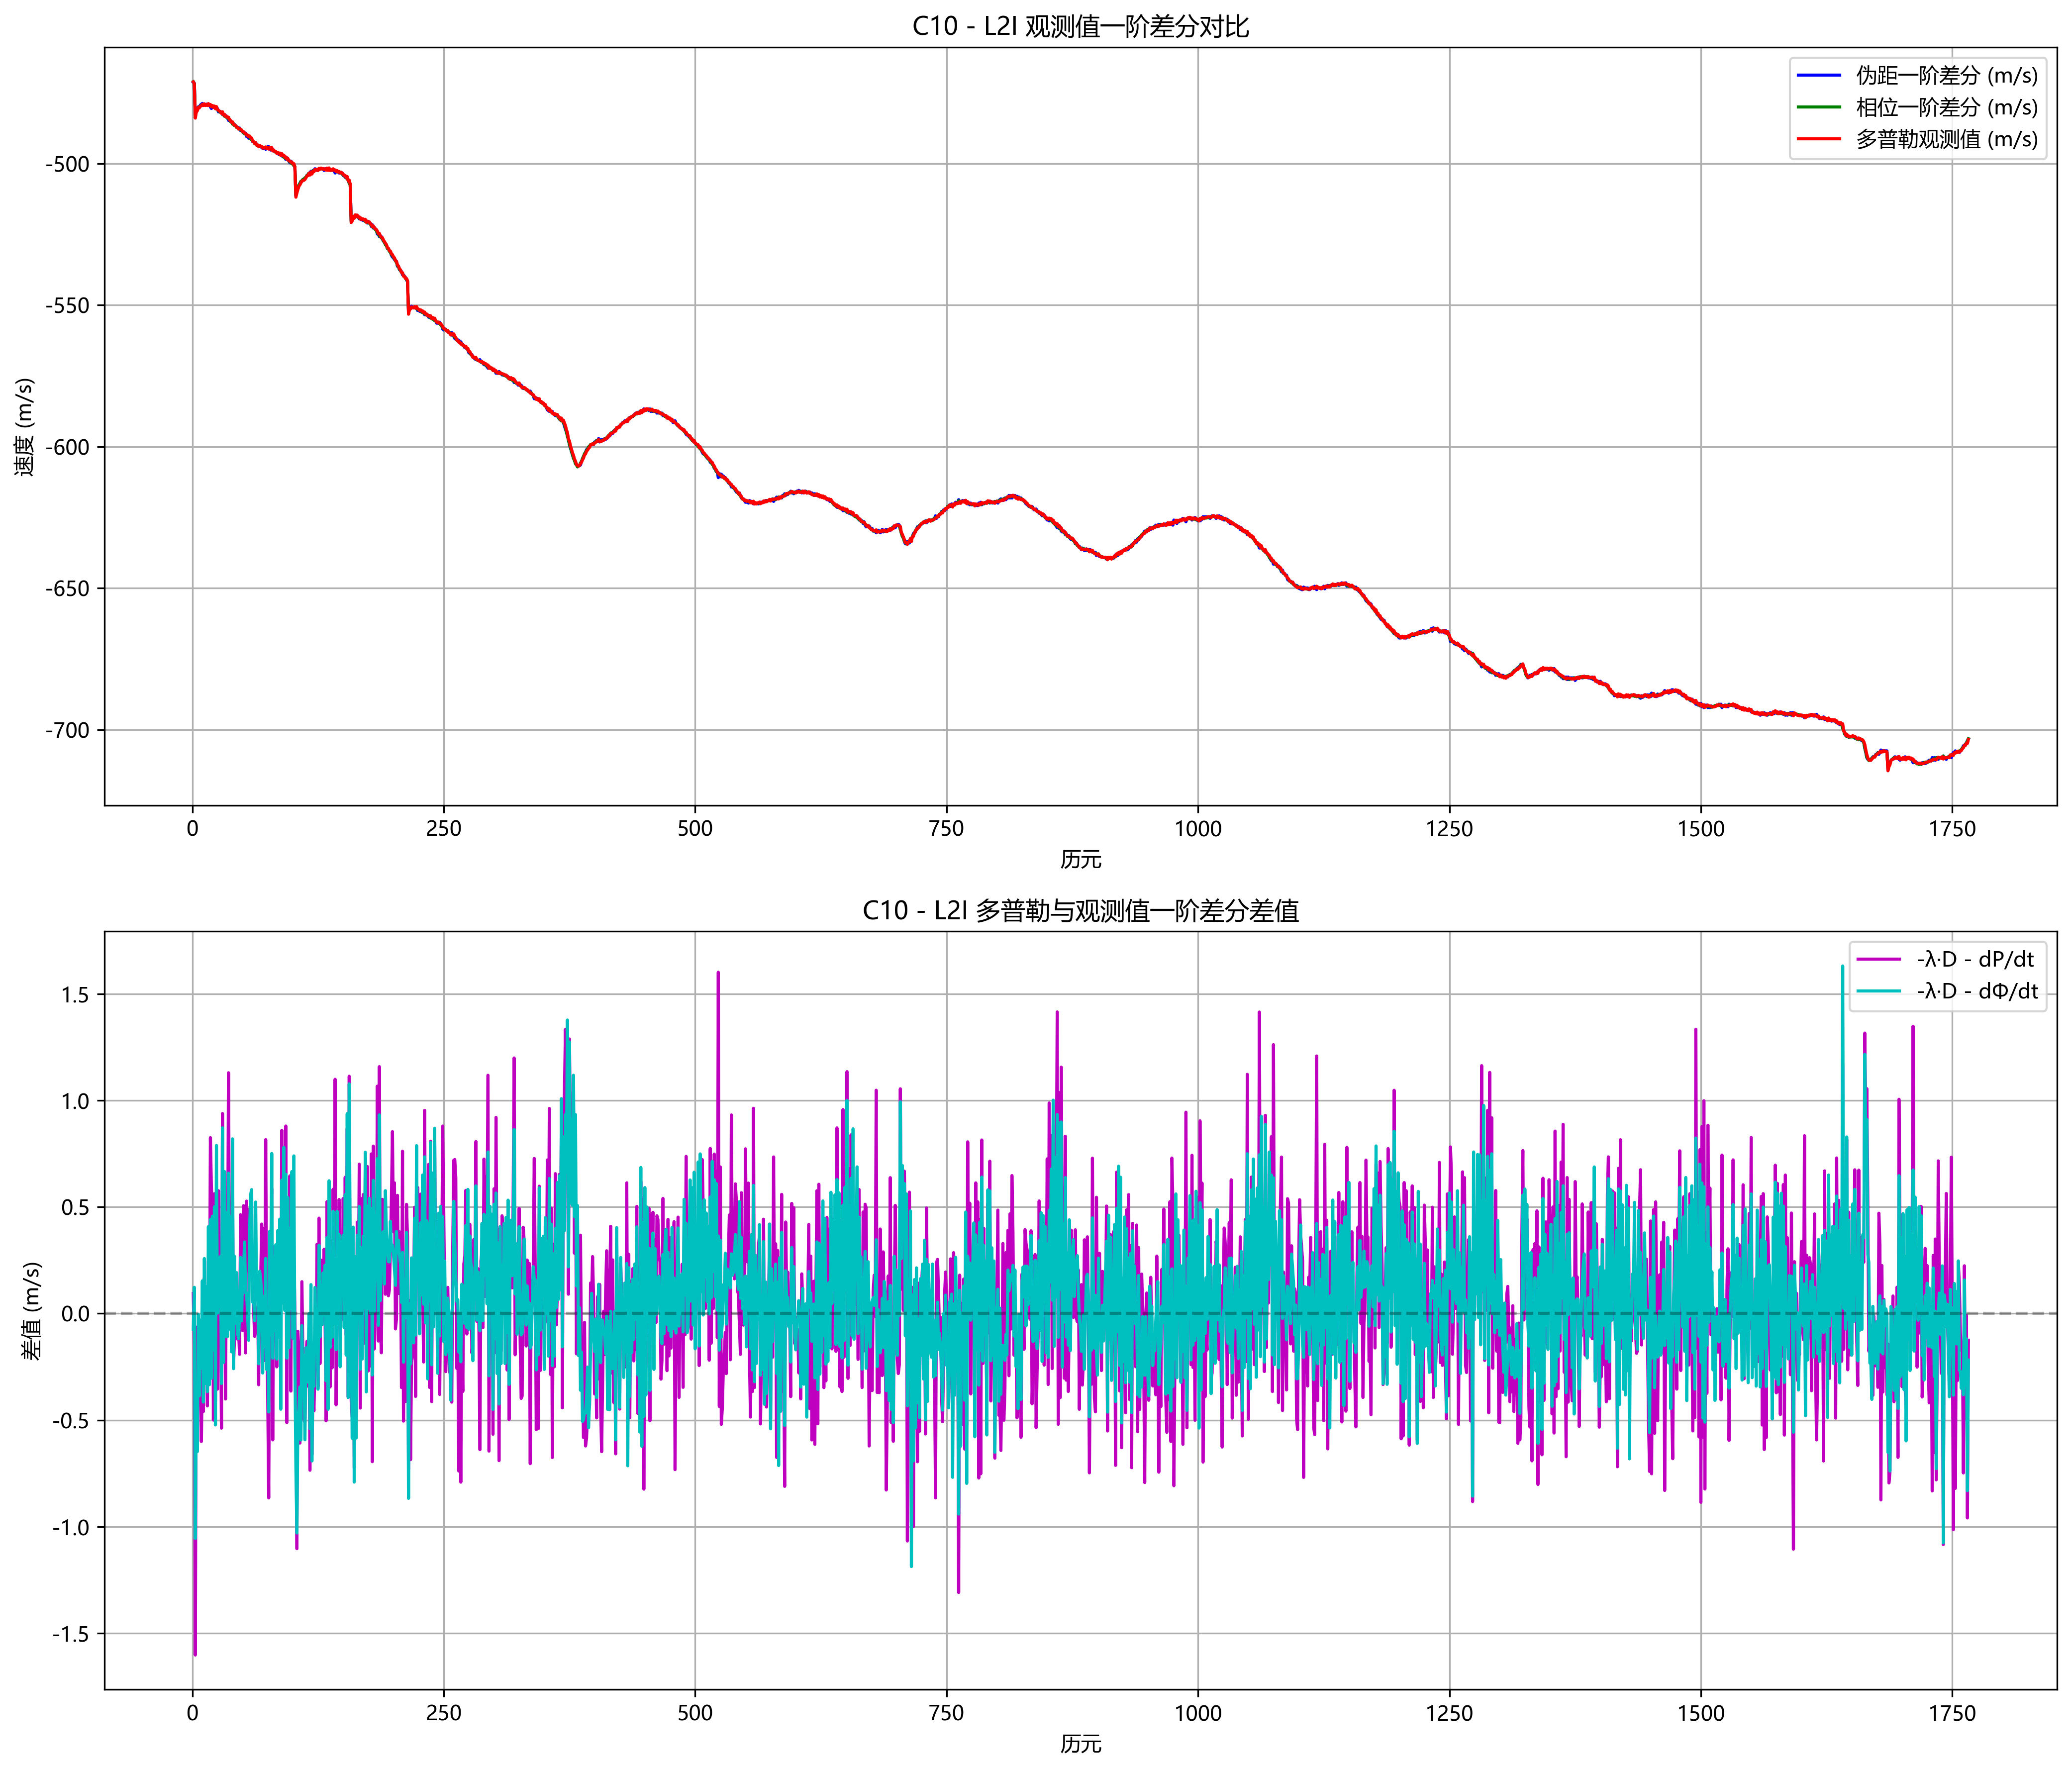 C10 - L2I 观测值一阶差分对比
伪距一阶差分 (m/s)
相位一阶差分 (m/s)
多普勒观测值 (m/s)
速度 (m/s)
-500
-550
-600
-650
-700
0 250 500 750 1000 1250 1500 1750
历元
C10 - L2I 多普勒与观测值一阶差分差值
-λ·D - dP/dt
-λ·D - dΦ/dt
差值 (m/s)
1.5
1.0
0.5
0.0
-0.5
-1.0
-1.5
0 250 500 750 1000 1250 1500 1750
历元